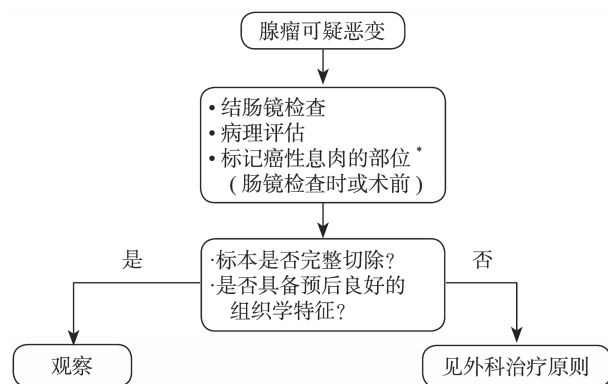 腺瘤可疑恶变
• 结肠镜检查
• 病理评估
• 标记癌性息肉的部位*
(肠镜检查时或术前)
是
·标本是否完整切除?
否
·是否具备预后良好的
组织学特征?
观察
见外科治疗原则